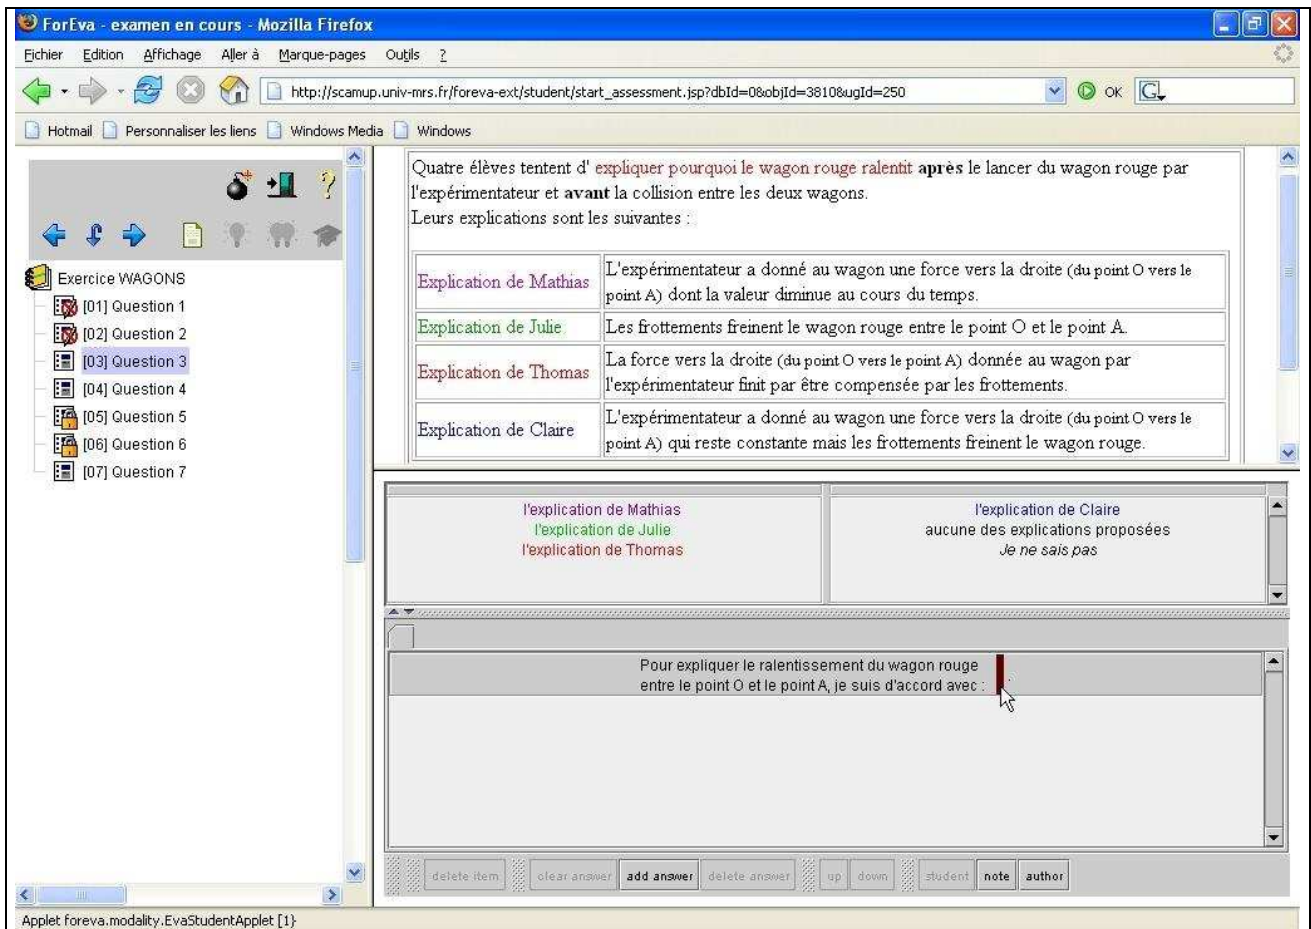 ForEva - examen en cours - Mozilla Firefox
Fichier Edition Affichage Aller à Marque-pages Outils ?
http://scamup.univ-mrs.fr/foreva-ext/student/start_assessment.jsp?dbId=0&objId=3810&ugId=250 OK G
Hotmail Personnaliser les liens Windows Media Windows
?
Exercice WAGONS
[01] Question 1
[02] Question 2
[03] Question 3
[04] Question 4
[05] Question 5
[06] Question 6
[07] Question 7
Quatre élèves tentent d' expliquer pourquoi le wagon rouge ralentit après le lancer du wagon rouge par
l'expérimentateur et avant la collision entre les deux wagons.
Leurs explications sont les suivantes :
Explication de Mathias
L'expérimentateur a donné au wagon une force vers la droite (du point O vers le
point A) dont la valeur diminue au cours du temps.
Explication de Julie
Les frottements freinent le wagon rouge entre le point O et le point A.
Explication de Thomas
La force vers la droite (du point O vers le point A) donnée au wagon par
l'expérimentateur finit par être compensée par les frottements.
Explication de Claire
L'expérimentateur a donné au wagon une force vers la droite (du point O vers le
point A) qui reste constante mais les frottements freinent le wagon rouge.
l'explication de Mathias
l'explication de Julie
l'explication de Thomas
l'explication de Claire
aucune des explications proposées
Je ne sais pas
Pour expliquer le ralentissement du wagon rouge
entre le point O et le point A, je suis d'accord avec : .
delete item clear answer add answer delete answer up down student note author
Applet foreva.modality.EvaStudentApplet [1}